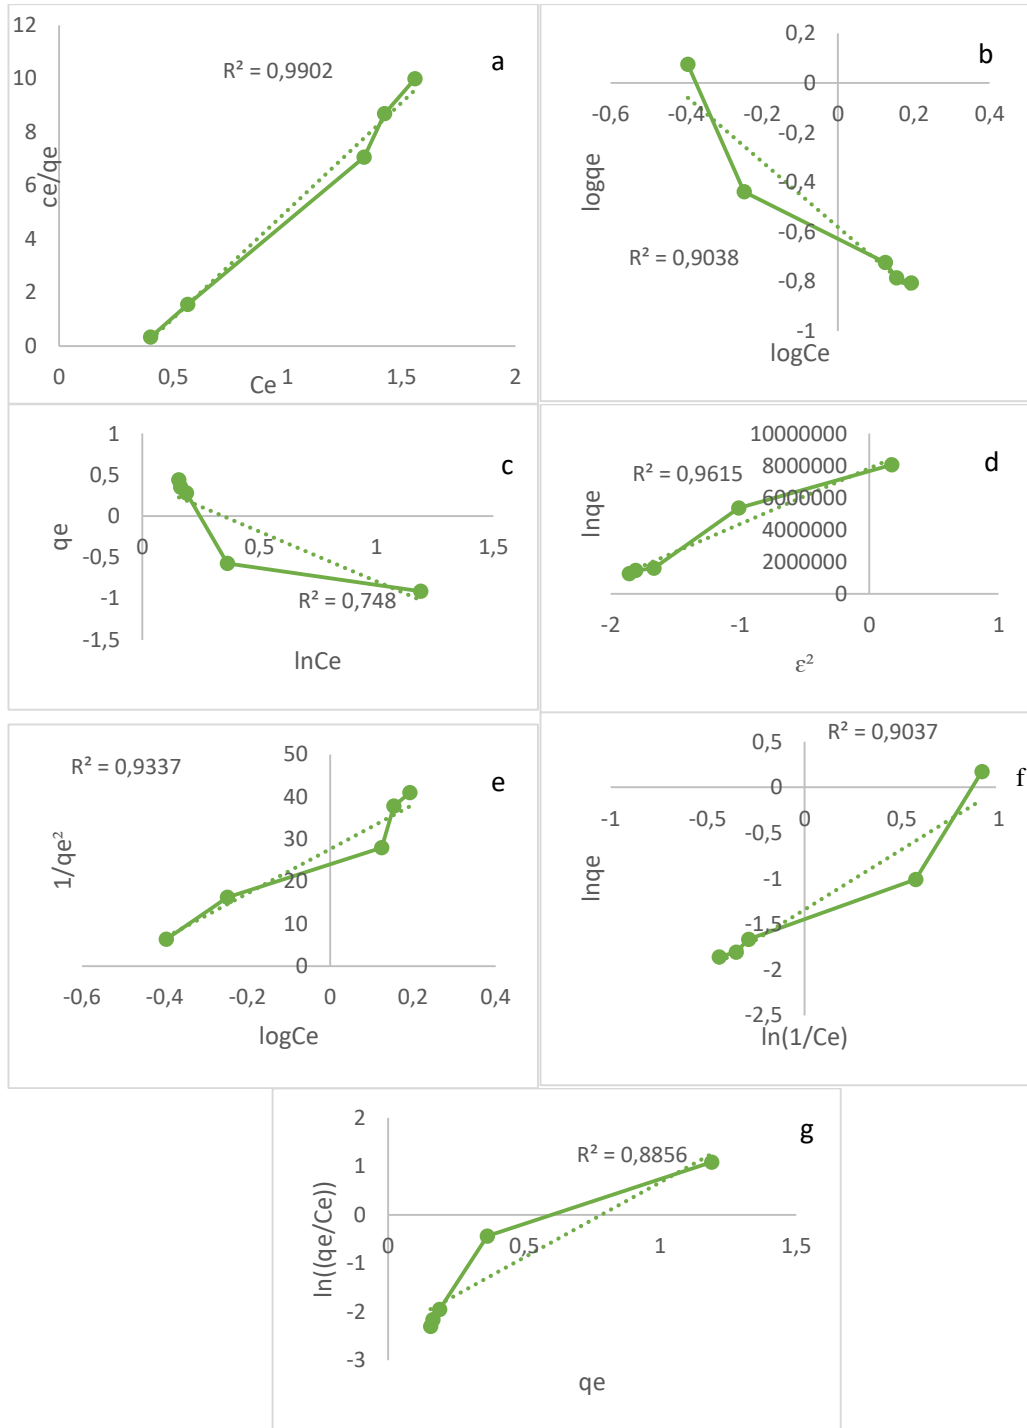 a
R² = 0,9902
ce/qe
12
10
8
6
4
2
0
0
0,5
1
1,5
2
Ce
b
R² = 0,9038
logqe
0,2
0
-0,2
-0,4
-0,6
-0,8
-1
-0,6
-0,4
-0,2
0
0,2
0,4
logCe
c
R² = 0,748
qe
1
0,5
0
-0,5
-1
-1,5
0
0,5
1
1,5
lnCe
d
R² = 0,9615
lnqe
10000000
8000000
6000000
4000000
2000000
0
-2
-1
0
1
ε²
e
R² = 0,9337
1/qe²
50
40
30
20
10
0
-0,6
-0,4
-0,2
0
0,2
0,4
logCe
f
R² = 0,9037
lnqe
0,5
0
-0,5
-1
-1,5
-2
-2,5
-1
-0,5
0
0,5
1
ln(1/Ce)
g
R² = 0,8856
ln((qe/Ce))
2
1
0
-1
-2
-3
0
0,5
1
1,5
qe